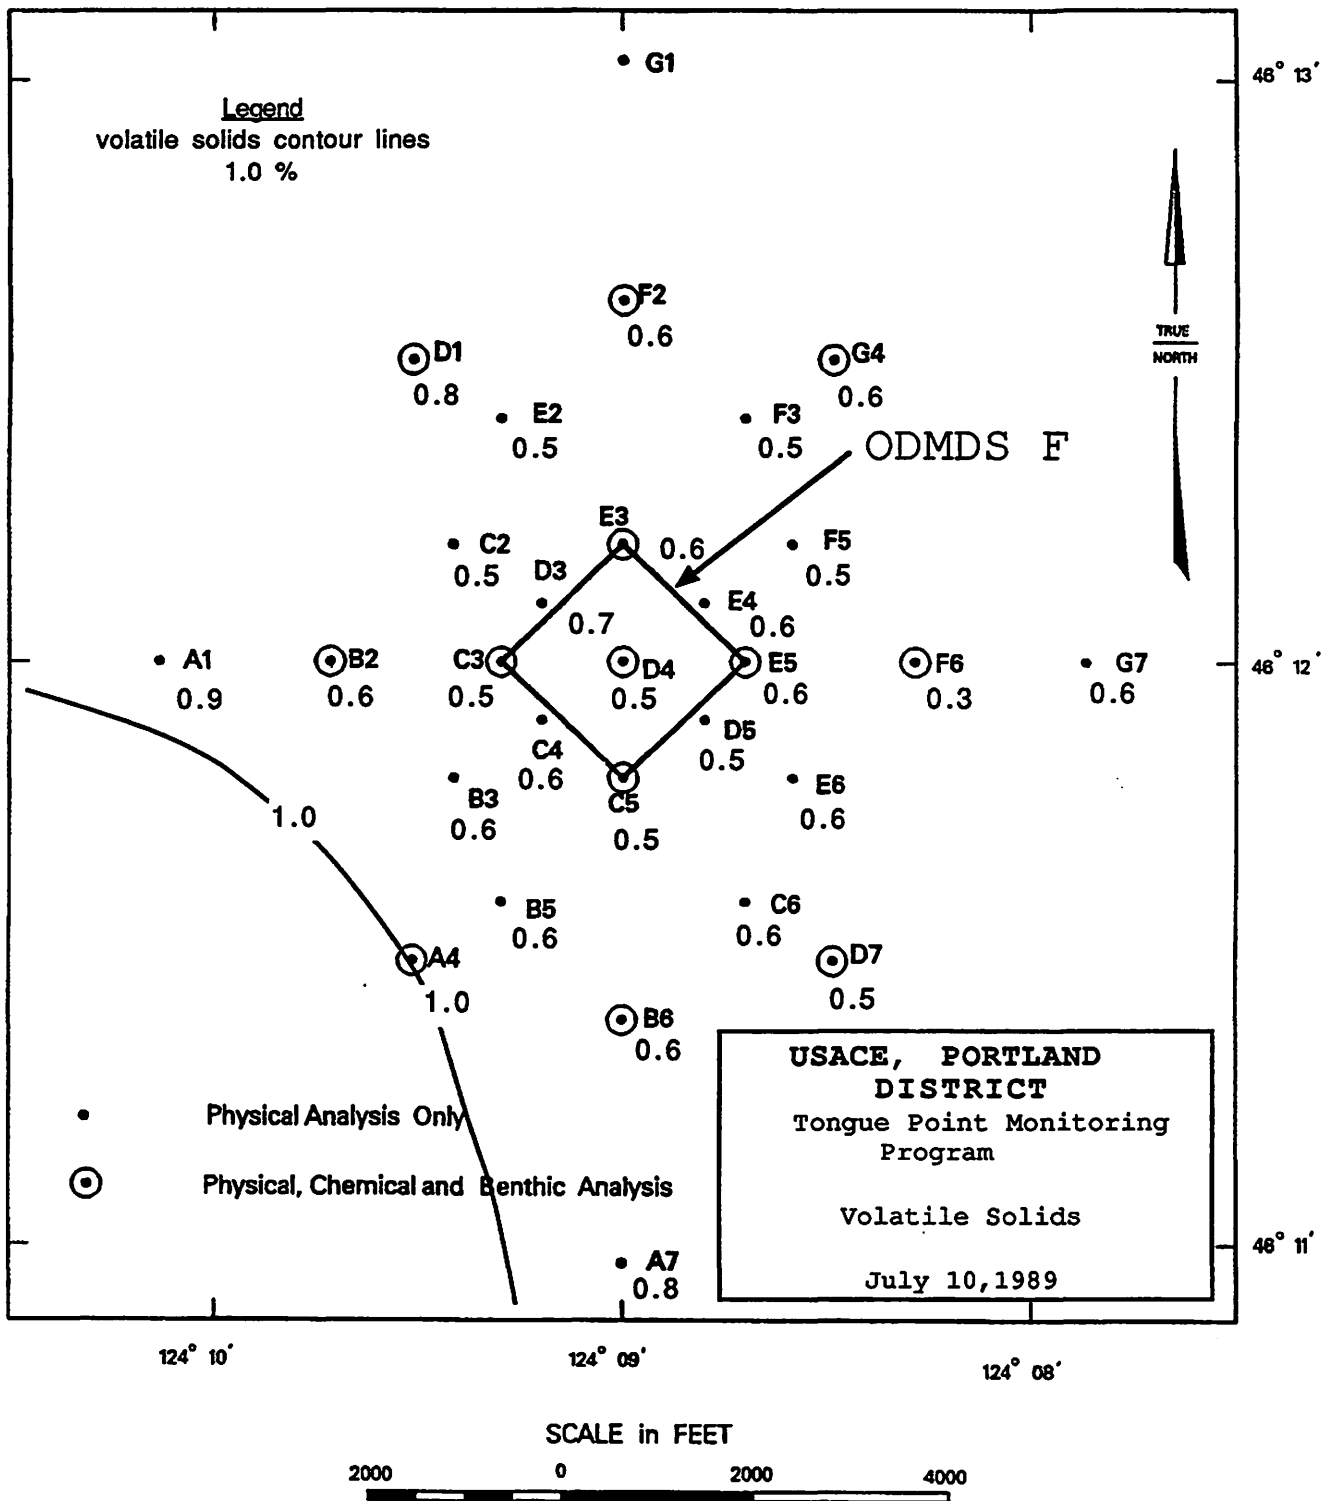 G1
46° 13′
Legend
volatile solids contour lines
1.0 %
F2
0.6
TRUE
NORTH
D1
0.8
G4
0.6
E2
0.5
F3
0.5
ODMDS F
E3
0.6
C2
0.5
F5
0.5
D3
0.7
E4
0.6
A1
0.9
B2
0.6
C3
0.5
D4
0.5
E5
0.6
F6
0.3
G7
0.6
46° 12′
C4
0.6
D5
0.5
B3
0.6
C5
0.5
E6
0.6
1.0
B5
0.6
C6
0.6
A4
1.0
D7
0.5
B6
0.6
USACE, PORTLAND
DISTRICT
Tongue Point Monitoring
Program
Volatile Solids
July 10,1989
Physical Analysis Only
Physical, Chemical and Benthic Analysis
A7
0.8
46° 11′
124° 10′
124° 09′
124° 08′
SCALE in FEET
2000 0 2000 4000